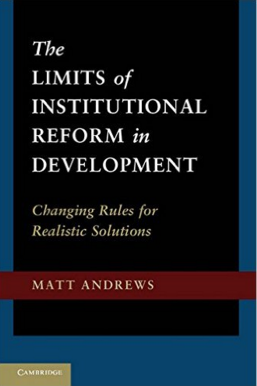 The
LIMITS of
INSTITUTIONAL
REFORM in
DEVELOPMENT
Changing Rules for
Realistic Solutions
MATT ANDREWS
CAMBRIDGE